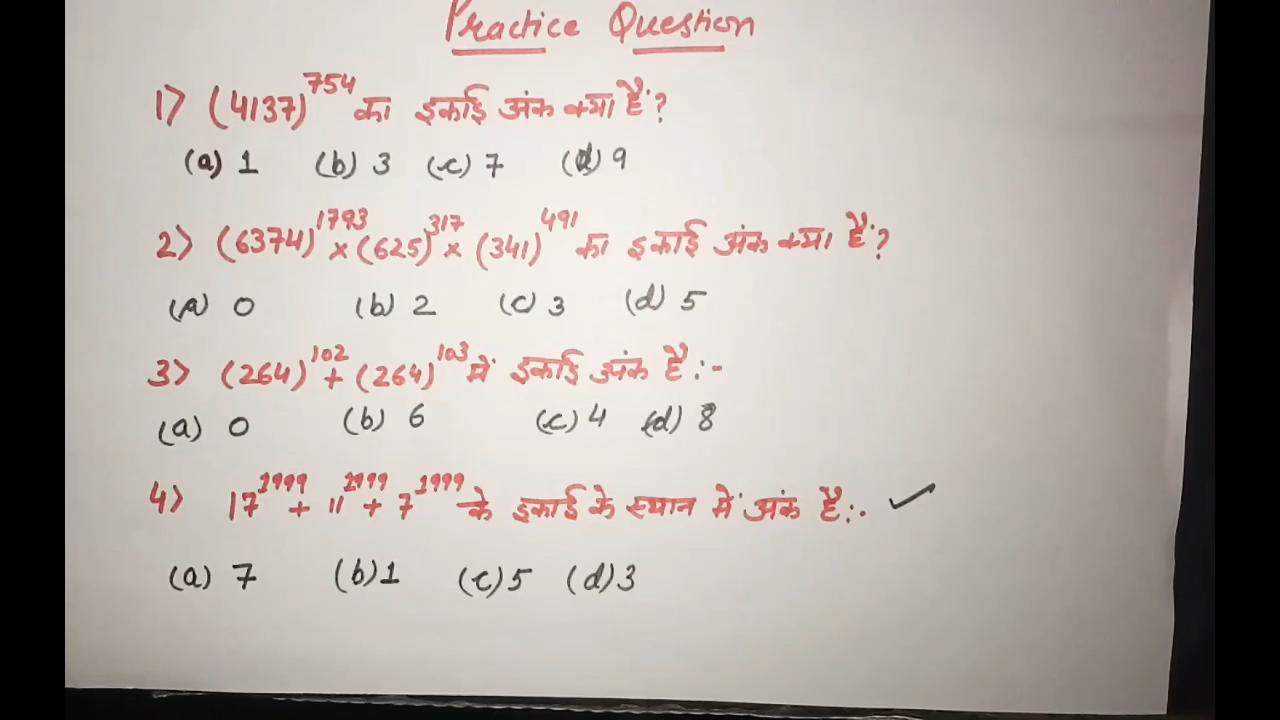 Practice Question
1> (4137)^754 का इकाई अंक क्या है?
(a) 1 (b) 3 (c) 7 (d) 9
2> (6374)^1793 × (625)^317 × (341)^491 का इकाई अंक क्या है?
(a) 0 (b) 2 (c) 3 (d) 5
3> (264)^102 + (264)^103 में इकाई अंक है :-
(a) 0 (b) 6 (c) 4 (d) 8
4> 17^1999 + 11^1999 + 7^1999 के इकाई के स्थान में अंक है :-
(a) 7 (b) 1 (c) 5 (d) 3